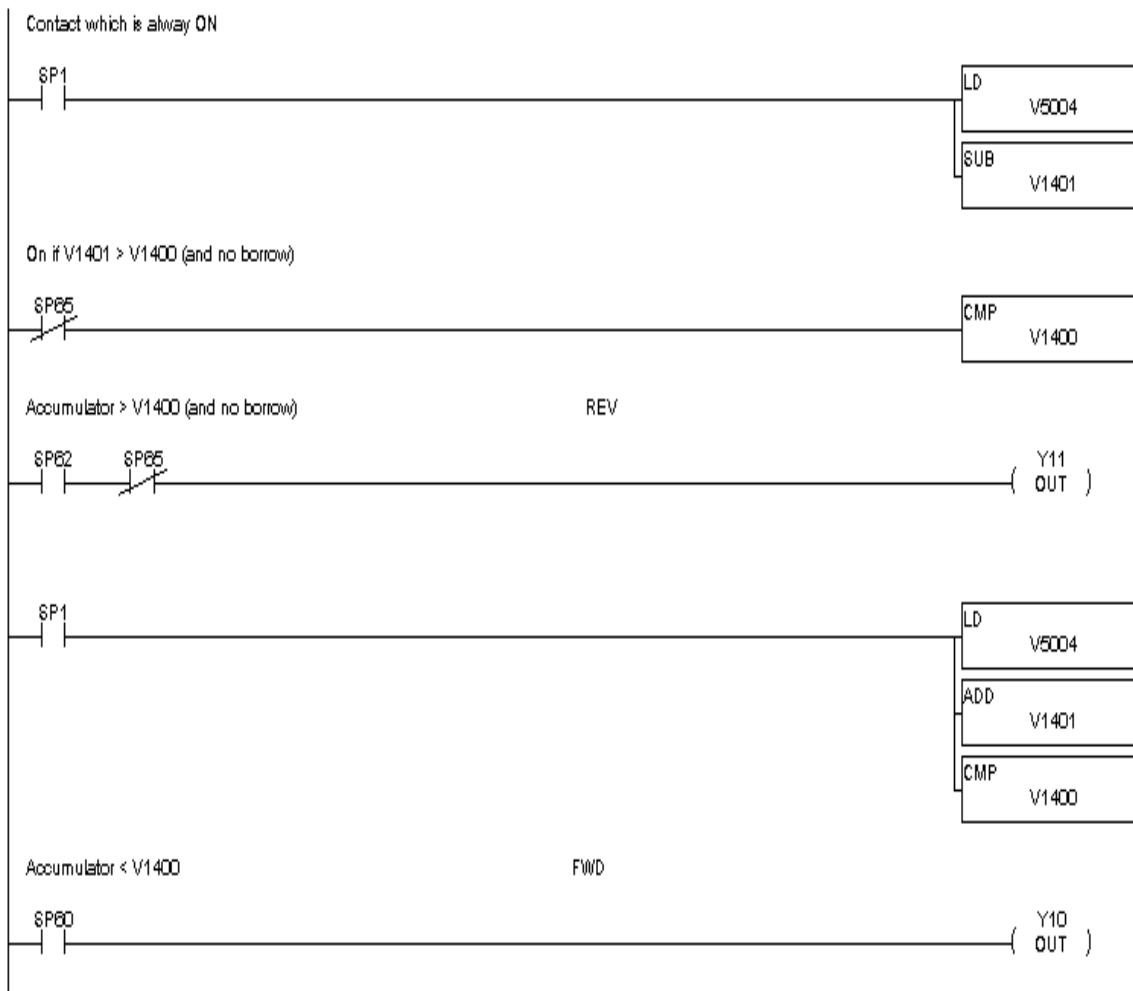 Contact which is alway ON
SP1
LD
V5004
SUB
V1401
On if V1401 > V1400 (and no borrow)
SP65
CMP
V1400
Accumulator > V1400 (and no borrow) REV
SP62 SP65
Y11
OUT
SP1
LD
V5004
ADD
V1401
CMP
V1400
Accumulator < V1400 FWD
SP60
Y10
OUT